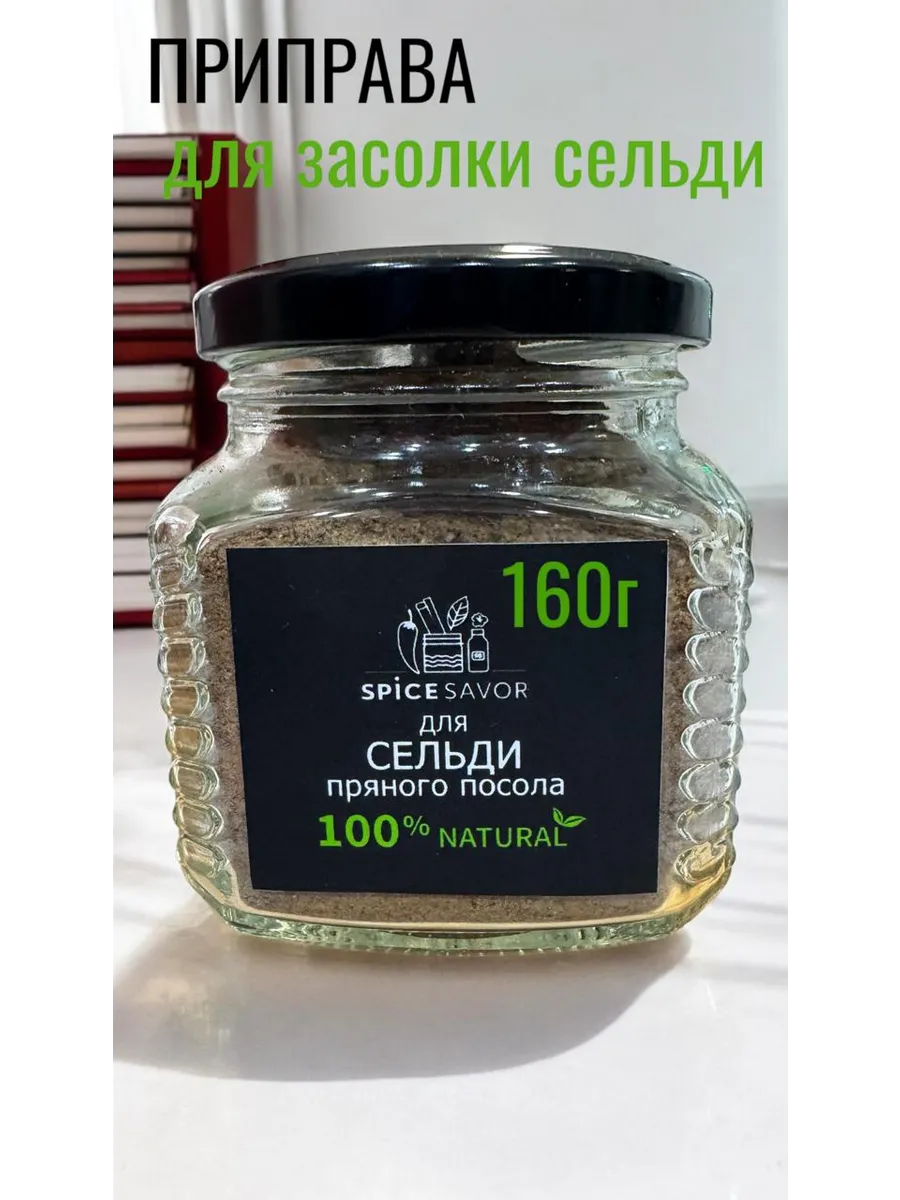 ПРИПРАВА
для засолки сельди
160г
SPiCE SAVOR
для
СЕЛЬДИ
пряного посола
100% NATURAL